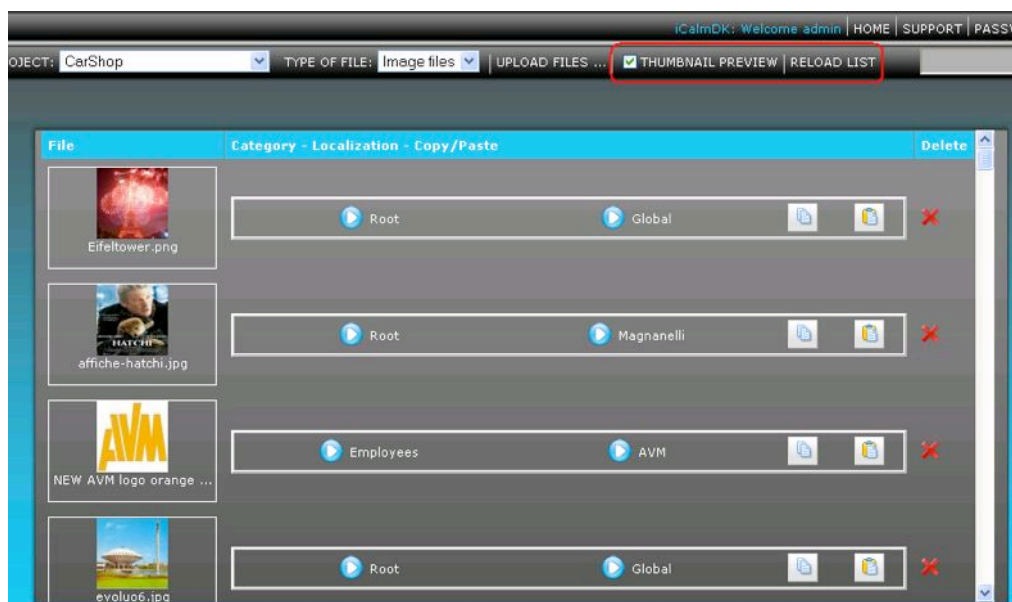 iCalmDK: Welcome admin | HOME | SUPPORT | PASS
OJECT: CarShop TYPE OF FILE: Image files | UPLOAD FILES ... THUMBNAIL PREVIEW | RELOAD LIST
File Category - Localization - Copy/Paste Delete
Root Global
Eifeltower.png
HATCHI
Root Magnanelli
affiche-hatchi.jpg
AVM
Employees AVM
NEW AVM logo orange ...
Root Global
evoluo6.jpg